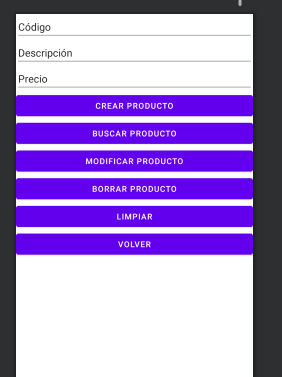 Código
Descripción
Precio
CREAR PRODUCTO
BUSCAR PRODUCTO
MODIFICAR PRODUCTO
BORRAR PRODUCTO
LIMPIAR
VOLVER